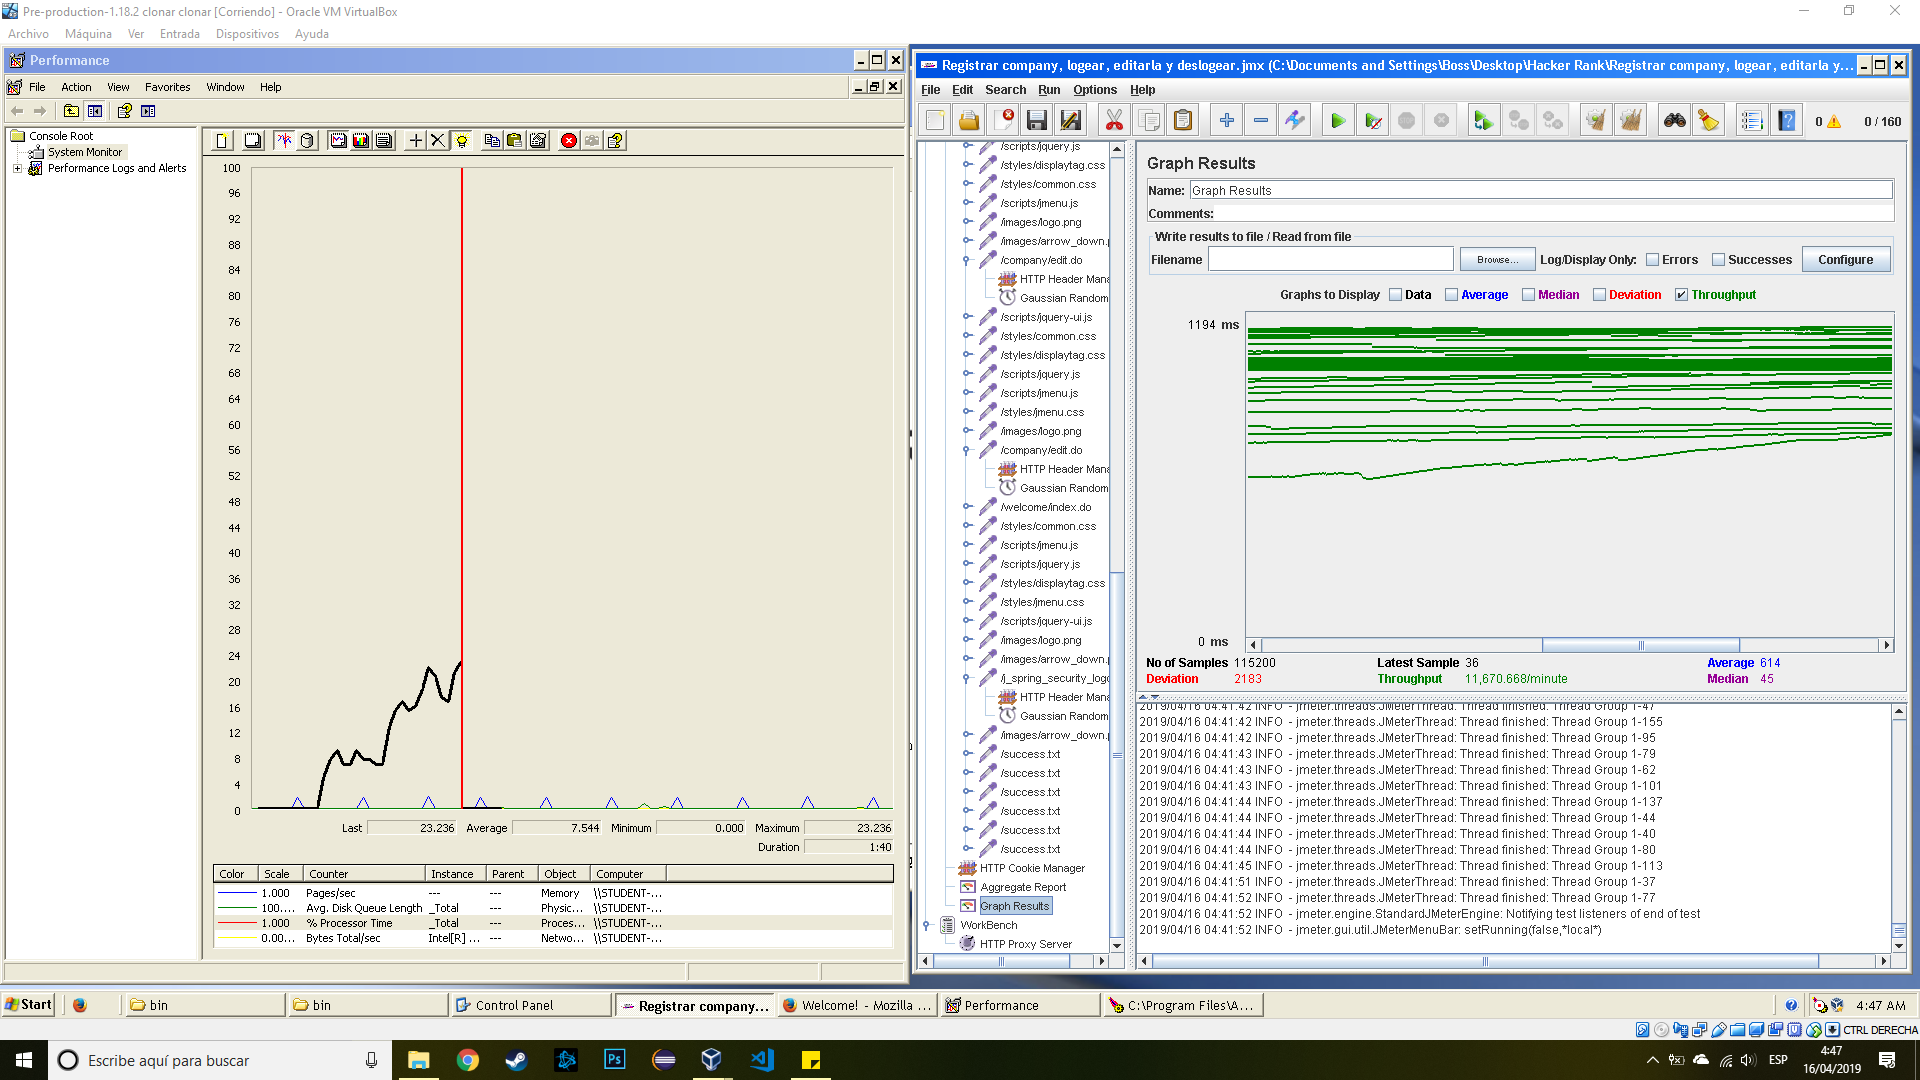 Pre-production-1.18.2 clonar clonar [Corriendo] - Oracle VM VirtualBox
Archivo Máquina Ver Entrada Dispositivos Ayuda
Performance
File Action View Favorites Window Help
Console Root
System Monitor
Performance Logs and Alerts
100
96
92
88
84
80
76
72
68
64
60
56
52
48
44
40
36
32
28
24
20
16
12
8
4
0
Last 23.236 Average 7.544 Minimum 0.000 Maximum 23.236
Duration 1:40
Color Scale Counter Instance Parent Object Computer
1.000 Pages/sec --- --- Memory \\STUDENT-...
100.... Avg. Disk Queue Length _Total --- Physic... \\STUDENT-...
1.000 % Processor Time _Total --- Proces... \\STUDENT-...
0.00... Bytes Total/sec Intel[R] ... --- Netwo... \\STUDENT-...
Registrar company, logear, editarla y deslogear.jmx (C:\Documents and Settings\Boss\Desktop\Hacker Rank\Registrar company, logear, editarla y...
File Edit Search Run Options Help
0 0 / 160
/scripts/jquery.js
/styles/displaytag.css
/styles/common.css
/scripts/jmenu.js
/images/logo.png
/images/arrow_down.
/company/edit.do
HTTP Header Mana
Gaussian Random
/scripts/jquery-ui.js
/styles/common.css
/styles/displaytag.css
/scripts/jquery.js
/scripts/jmenu.js
/styles/jmenu.css
/images/logo.png
/company/edit.do
HTTP Header Mana
Gaussian Random
/welcome/index.do
/styles/common.css
/scripts/jmenu.js
/scripts/jquery.js
/styles/displaytag.css
/styles/jmenu.css
/scripts/jquery-ui.js
/images/logo.png
/images/arrow_down.
/j_spring_security_logo
HTTP Header Mana
Gaussian Random
/images/arrow_down.
/success.txt
/success.txt
/success.txt
/success.txt
/success.txt
/success.txt
HTTP Cookie Manager
Aggregate Report
Graph Results
WorkBench
HTTP Proxy Server
Graph Results
Name: Graph Results
Comments:
Write results to file / Read from file
Filename Browse... Log/Display Only: Errors Successes Configure
Graphs to Display Data Average Median Deviation Throughput
1194 ms
0 ms
No of Samples 115200 Latest Sample 36 Average 614
Deviation 2183 Throughput 11,670.668/minute Median 45
2019/04/16 04:41:42 INFO - jmeter.threads.JMeterThread: Thread finished: Thread Group 1-47
2019/04/16 04:41:42 INFO - jmeter.threads.JMeterThread: Thread finished: Thread Group 1-155
2019/04/16 04:41:42 INFO - jmeter.threads.JMeterThread: Thread finished: Thread Group 1-95
2019/04/16 04:41:43 INFO - jmeter.threads.JMeterThread: Thread finished: Thread Group 1-79
2019/04/16 04:41:43 INFO - jmeter.threads.JMeterThread: Thread finished: Thread Group 1-62
2019/04/16 04:41:43 INFO - jmeter.threads.JMeterThread: Thread finished: Thread Group 1-101
2019/04/16 04:41:44 INFO - jmeter.threads.JMeterThread: Thread finished: Thread Group 1-137
2019/04/16 04:41:44 INFO - jmeter.threads.JMeterThread: Thread finished: Thread Group 1-44
2019/04/16 04:41:44 INFO - jmeter.threads.JMeterThread: Thread finished: Thread Group 1-40
2019/04/16 04:41:44 INFO - jmeter.threads.JMeterThread: Thread finished: Thread Group 1-80
2019/04/16 04:41:45 INFO - jmeter.threads.JMeterThread: Thread finished: Thread Group 1-113
2019/04/16 04:41:51 INFO - jmeter.threads.JMeterThread: Thread finished: Thread Group 1-37
2019/04/16 04:41:52 INFO - jmeter.threads.JMeterThread: Thread finished: Thread Group 1-77
2019/04/16 04:41:52 INFO - jmeter.engine.StandardJMeterEngine: Notifying test listeners of end of test
2019/04/16 04:41:52 INFO - jmeter.gui.util.JMeterMenuBar: setRunning(false,*local*)
Start bin bin Control Panel Registrar company... Welcome! - Mozilla ... Performance C:\Program Files\A... 4:47 AM
CTRL DERECHA
Escribe aquí para buscar
ESP
4:47
16/04/2019